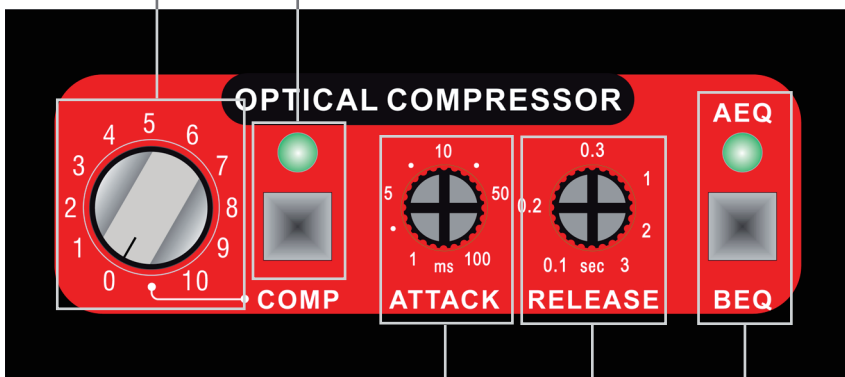 OPTICAL COMPRESSOR
0 1 2 3 4 5 6 7 8 9 10
COMP
1 5 10 50 100
ms
ATTACK
0.1 0.2 0.3 1 2 3
sec
RELEASE
AEQ
BEQ